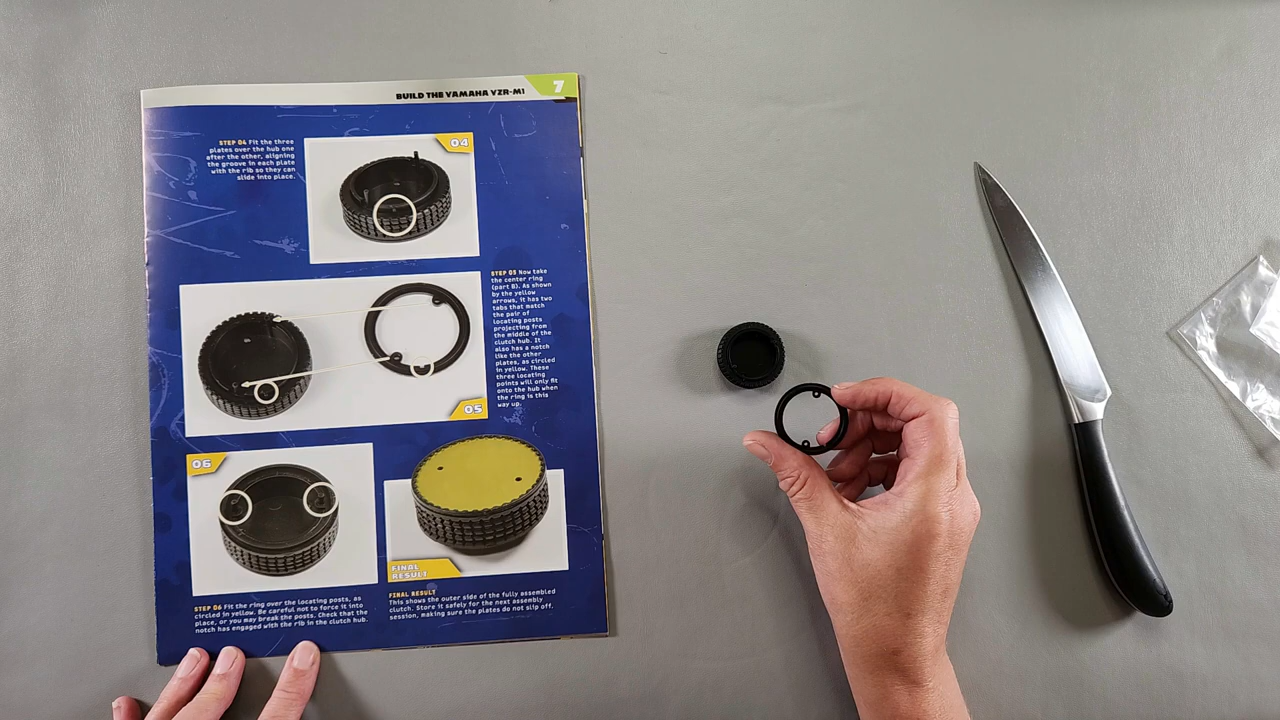 BUILD THE YAMAHA YZR-M1
7
STEP 04 Fit the three
plates over the hub one
after the other, aligning
the groove in each plate
with the rib so they can
slide into place.
04
STEP 05 Now take
the center ring
(part B). As shown
by the yellow
arrows, it has two
tabs that match
the pair of
locating posts
projecting from
the middle of the
clutch hub. It
also has a notch
like the other
plates, as circled
in yellow. These
three locating
points will only fit
onto the hub when
the ring is this
way up.
05
06
STEP 06 Fit the ring over the locating posts, as
circled in yellow. Be careful not to force it into
place, or you may break the posts. Check that the
notch has engaged with the rib in the clutch hub.
FINAL
RESULT
FINAL RESULT
This shows the outer side of the fully assembled
clutch. Store it safely for the next assembly
session, making sure the plates do not slip off.